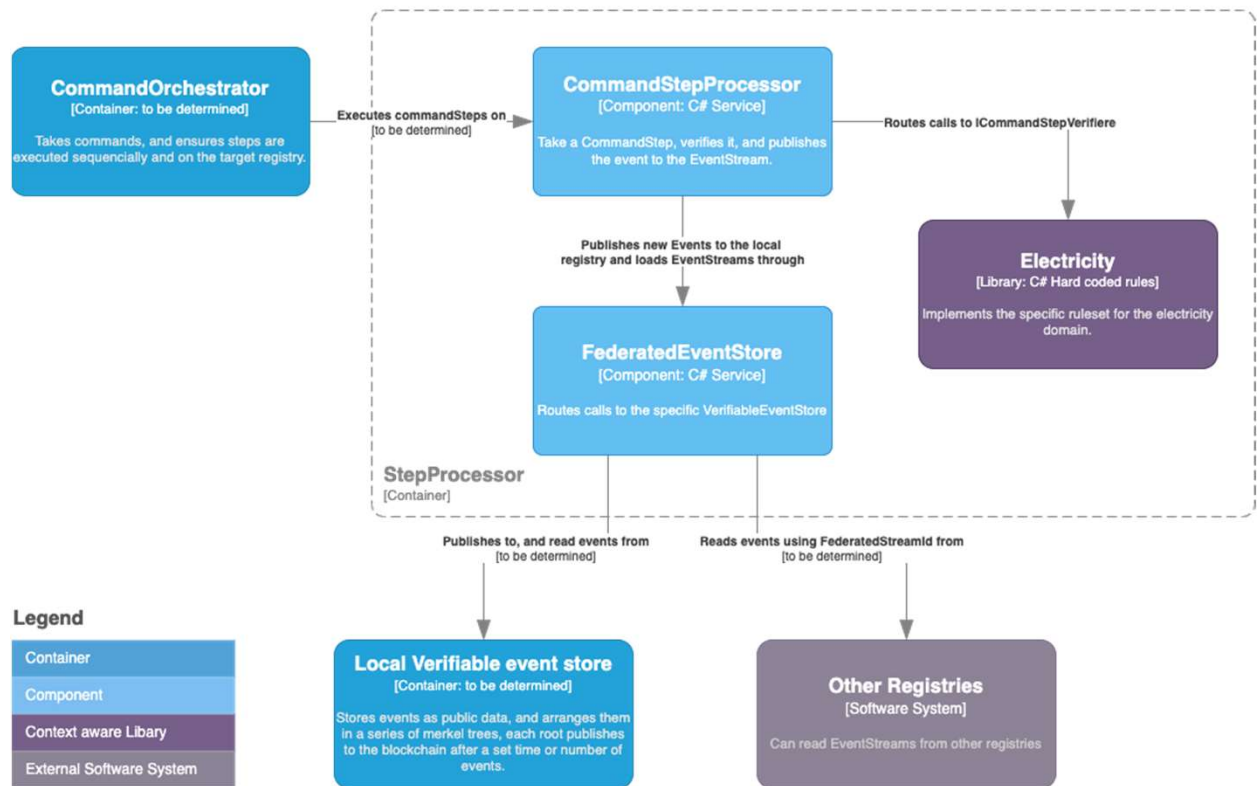 CommandOrchestrator
[Container: to be determined]
Takes commands, and ensures steps are
executed sequencially and on the target registry.
Executes commandSteps on
[to be determined]
CommandStepProcessor
[Component: C# Service]
Take a CommandStep, verifies it, and publishes
the event to the EventStream.
Routes calls to ICommandStepVerifiere
Publishes new Events to the local
registry and loads EventStreams through
Electricity
[Library: C# Hard coded rules]
Implements the specific ruleset for the electricity
domain.
FederatedEventStore
[Component: C# Service]
Routes calls to the specific VerifiableEventStore
StepProcessor
[Container]
Publishes to, and read events from
[to be determined]
Reads events using FederatedStreamId from
[to be determined]
Legend
Container
Component
Context aware Libary
External Software System
Local Verifiable event store
[Container: to be determined]
Stores events as public data, and arranges them
in a series of merkel trees, each root publishes
to the blockchain after a set time or number of
events.
Other Registries
[Software System]
Can read EventStreams from other registries